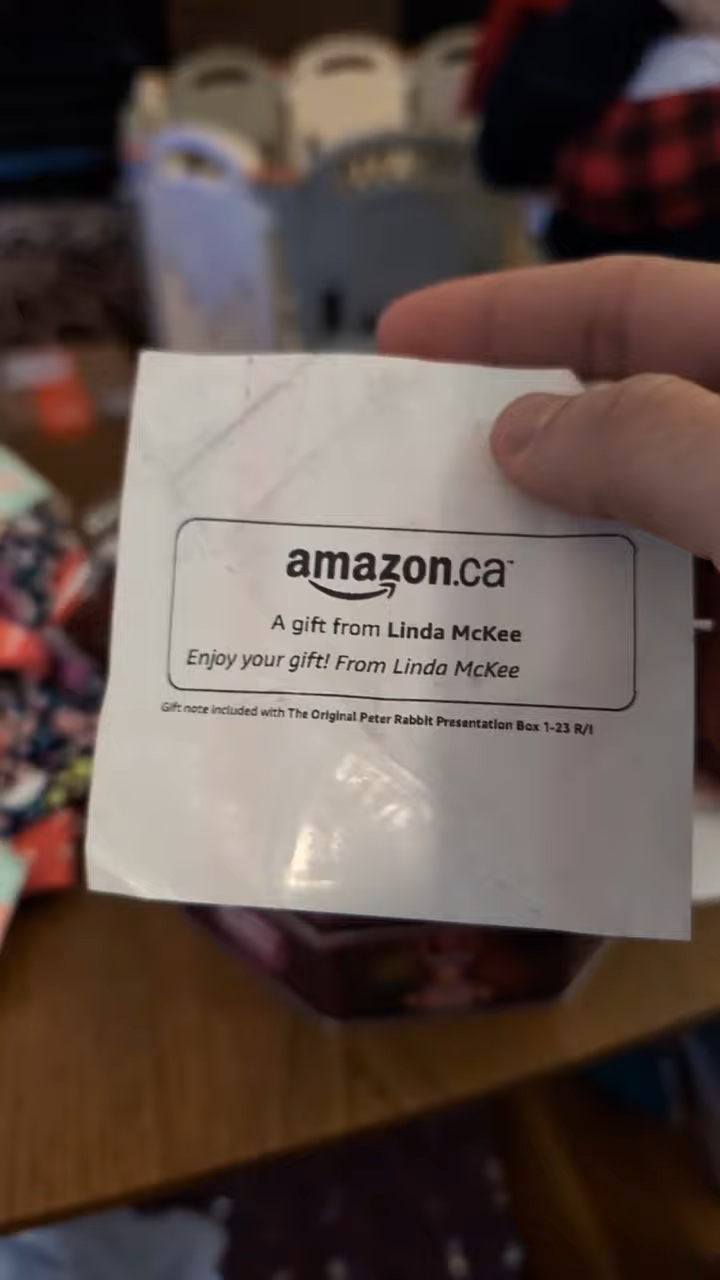 amazon.ca™
A gift from Linda McKee
Enjoy your gift! From Linda McKee
Gift note included with The Original Peter Rabbit Presentation Box 1-23 R/I